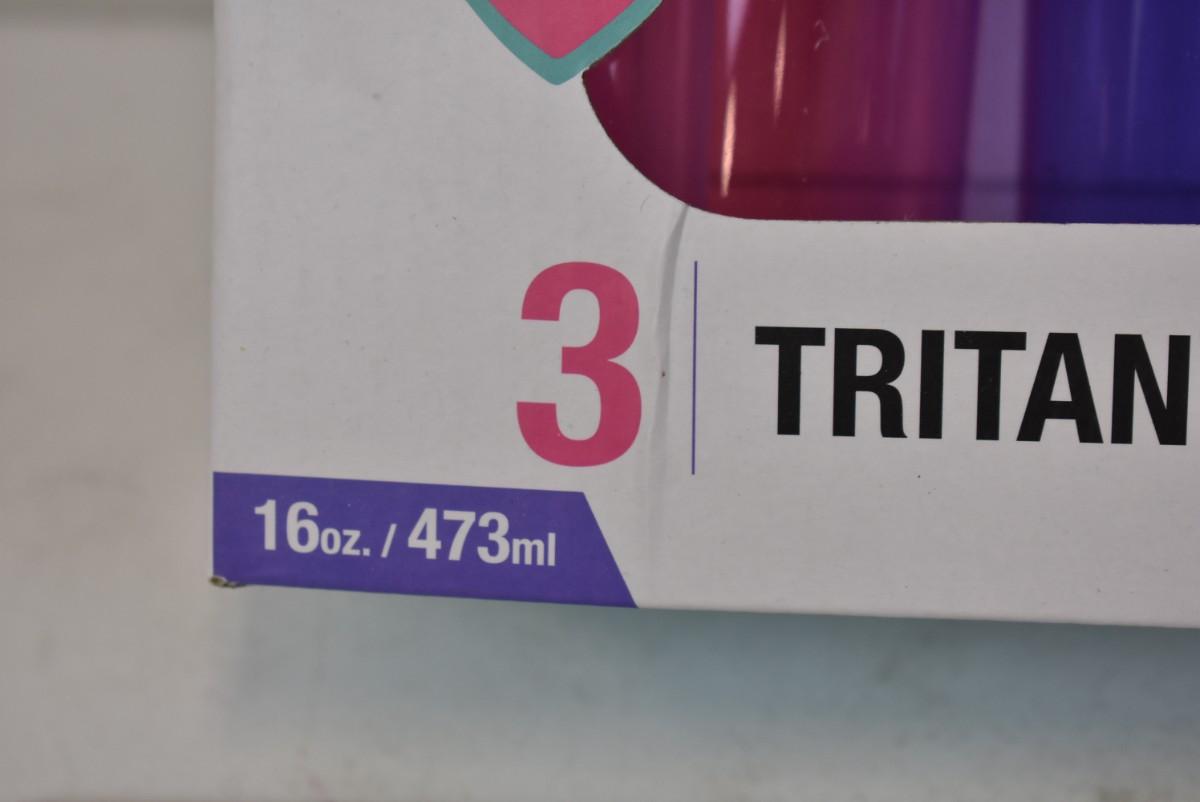 3
TRITAN
16oz. / 473ml